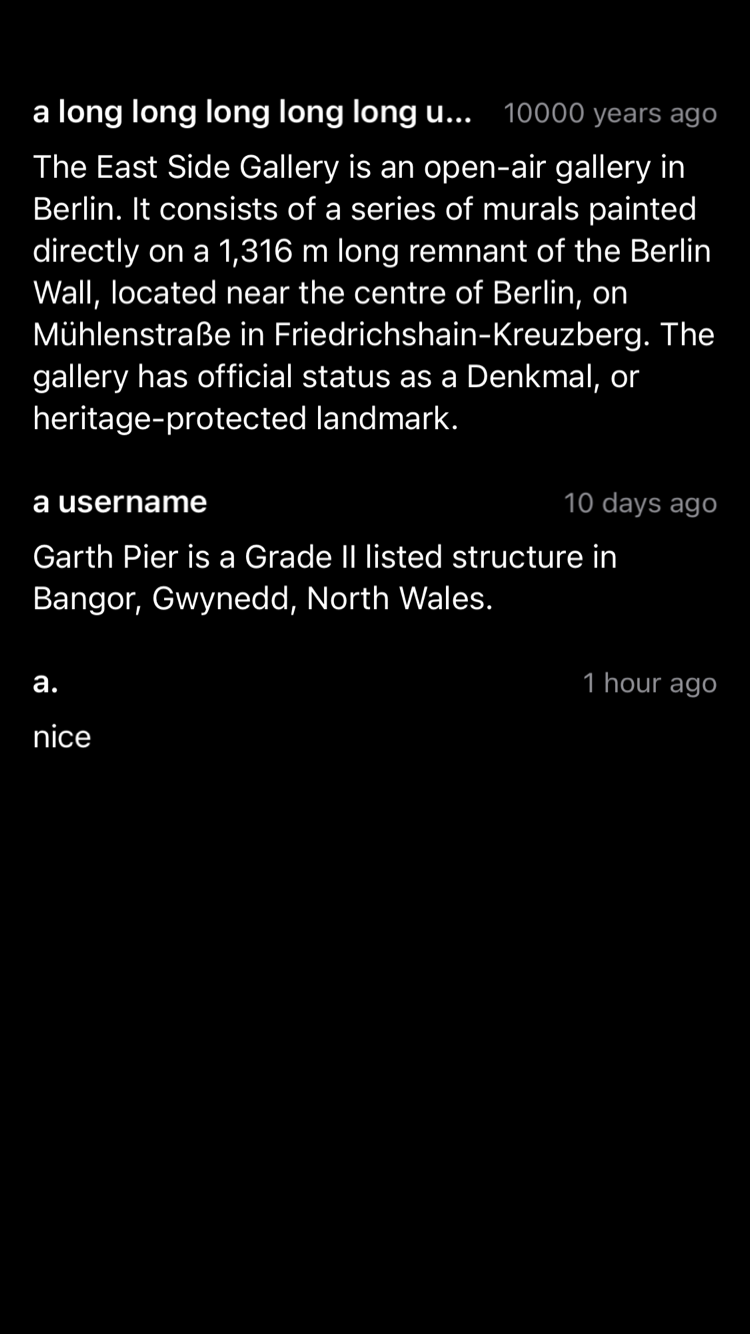 a long long long long long u... 10000 years ago
The East Side Gallery is an open-air gallery in
Berlin. It consists of a series of murals painted
directly on a 1,316 m long remnant of the Berlin
Wall, located near the centre of Berlin, on
Mühlenstraße in Friedrichshain-Kreuzberg. The
gallery has official status as a Denkmal, or
heritage-protected landmark.
a username 10 days ago
Garth Pier is a Grade II listed structure in
Bangor, Gwynedd, North Wales.
a. 1 hour ago
nice